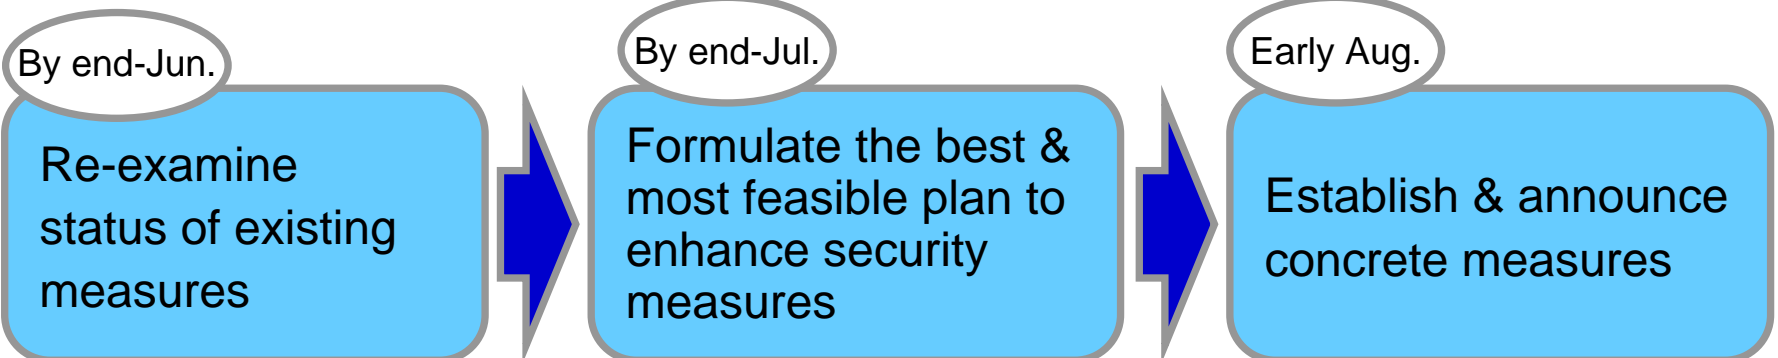 By end-Jun.
Re-examine
status of existing
measures
By end-Jul.
Formulate the best &
most feasible plan to
enhance security
measures
Early Aug.
Establish & announce
concrete measures